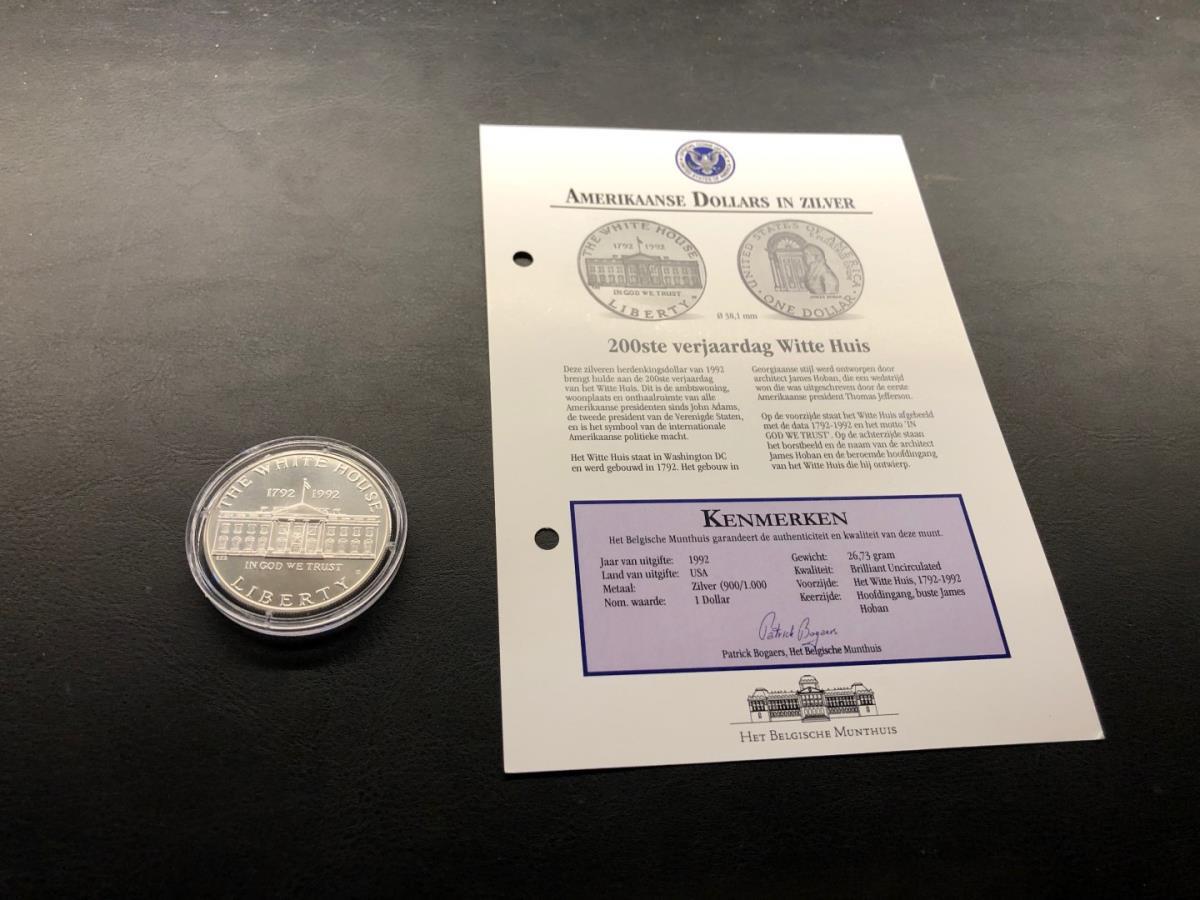 THE WHITE HOUSE
1792 1992
IN GOD WE TRUST
LIBERTY
AMERIKAANSE DOLLARS IN ZILVER
THE WHITE HOUSE
1792 1992
IN GOD WE TRUST
LIBERTY
UNITED STATES OF AMERICA
JAMES HOBAN
ONE DOLLAR
Ø 38,1 mm
200ste verjaardag Witte Huis
Deze zilveren herdenkingsdollar van 1992
brengt hulde aan de 200ste verjaardag
van het Witte Huis. Dit is de ambtswoning,
woonplaats en onthaalruimte van alle
Amerikaanse presidenten sinds John Adams,
de tweede president van de Verenigde Staten,
en is het symbool van de internationale
Amerikaanse politieke macht.
Het Witte Huis staat in Washington DC
en werd gebouwd in 1792. Het gebouw in
Georgiaanse stijl werd ontworpen door
architect James Hoban, die een wedstrijd
won die was uitgeschreven door de eerste
Amerikaanse president Thomas Jefferson.
Op de voorzijde staat het Witte Huis afgebeeld
met de data 1792-1992 en het motto 'IN
GOD WE TRUST'. Op de achterzijde staan
het borstbeeld en de naam van de architect
James Hoban en de beroemde hoofdingang
van het Witte Huis die hij ontwierp.
KENMERKEN
Het Belgische Munthuis garandeert de authenticiteit en kwaliteit van deze munt.
Jaar van uitgifte: 1992
Land van uitgifte: USA
Metaal: Zilver (900/1.000
Nom. waarde: 1 Dollar
Gewicht: 26,73 gram
Kwaliteit: Brilliant Uncirculated
Voorzijde: Het Witte Huis, 1792-1992
Keerzijde: Hoofdingang, buste James
Hoban
Patrick Bogaers
Patrick Bogaers, Het Belgische Munthuis
HET BELGISCHE MUNTHUIS